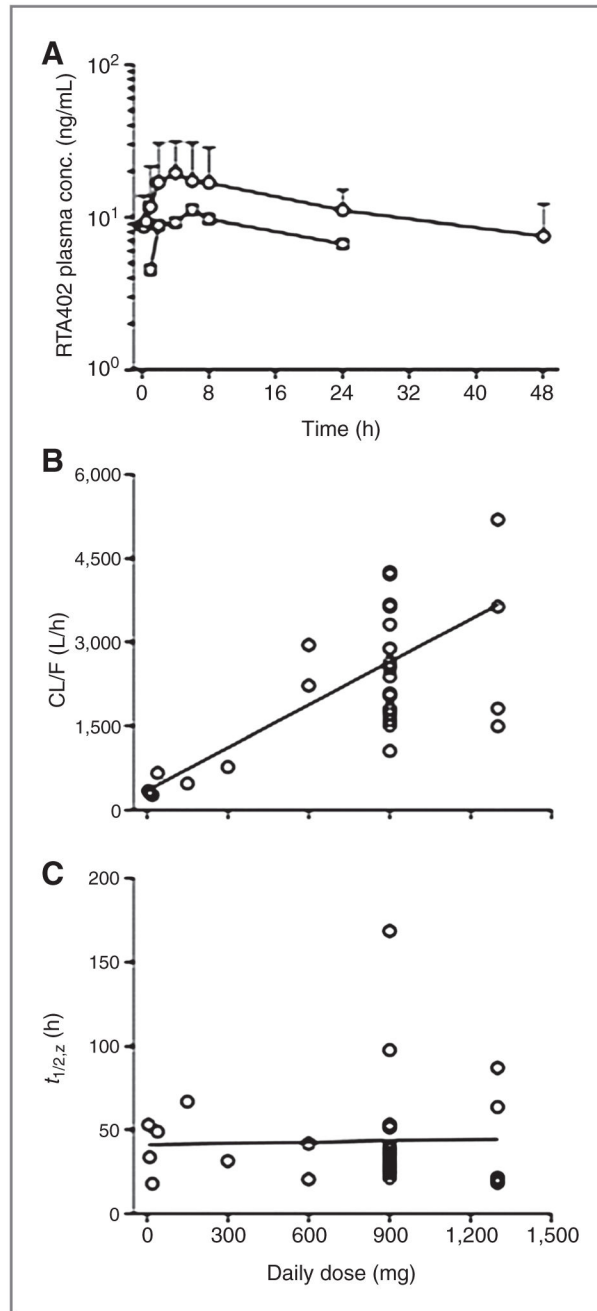 A
RTA402 plasma conc. (ng/mL)
10²
10¹
10⁰
0 8 16 24 32 40 48
Time (h)
B
CL/F (L/h)
6,000
4,500
3,000
1,500
0
C
t1/2,z (h)
200
150
100
50
0
0 300 600 900 1,200 1,500
Daily dose (mg)